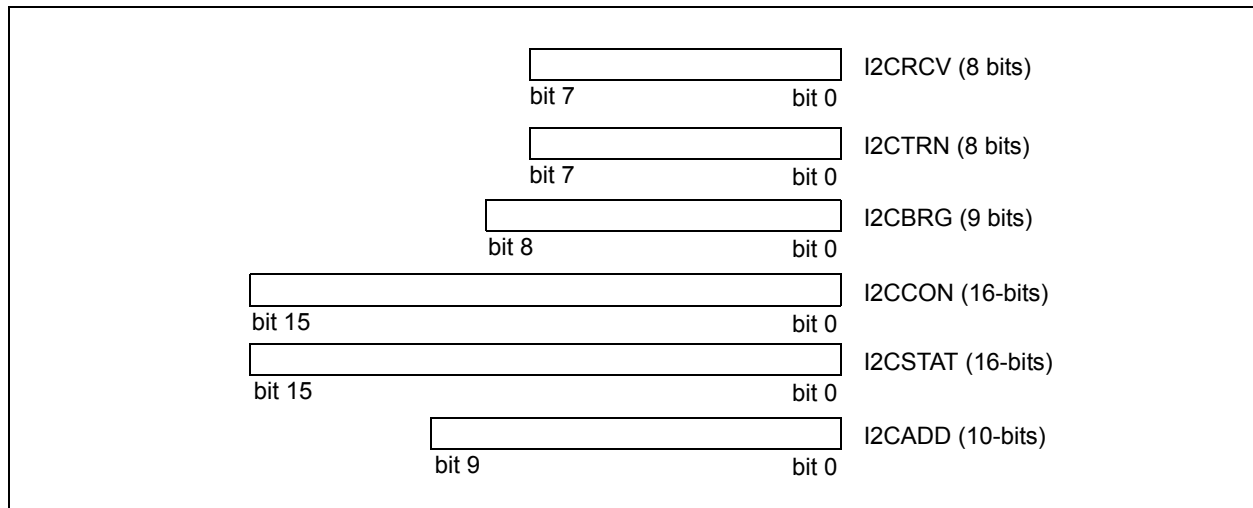 I2CRCV (8 bits)
bit 7 bit 0
I2CTRN (8 bits)
bit 7 bit 0
I2CBRG (9 bits)
bit 8 bit 0
I2CCON (16-bits)
bit 15 bit 0
I2CSTAT (16-bits)
bit 15 bit 0
I2CADD (10-bits)
bit 9 bit 0